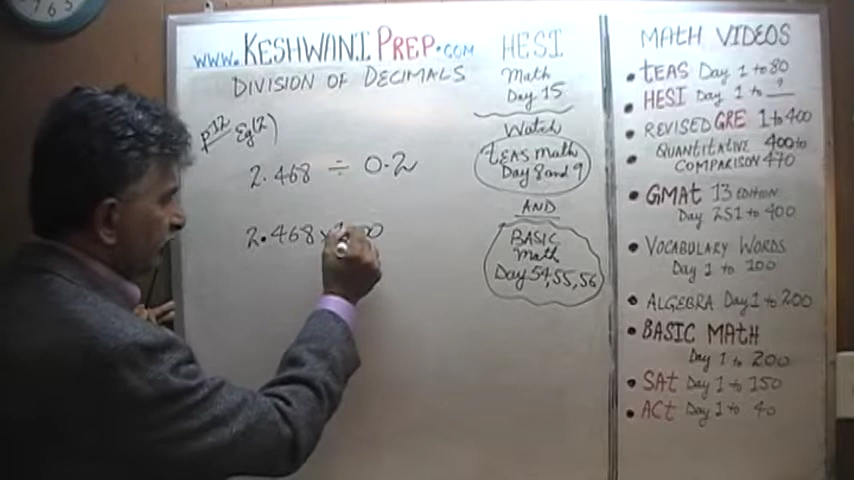 www.KESHWANIPREP.COM
DIVISION OF DECIMALS
P12 Eg(2)
2.468 ÷ 0.2
2.468
HESI
Math
Day 15
Watch
tEAS math
Day 8 and 9
AND
BASIC
math
Day 54, 55, 56
MATH VIDEOS
• tEAS Day 1 to 80
• HESI Day 1 to ?
• REVISED GRE 1 to 400
• QUANTITATIVE 400 to
COMPARISON 470
• GMAt 13 EDITION
Day 251 to 400
• VOCABULARY WORDS
Day 1 to 100
• ALGEBRA Day 1 to 200
• BASIC MATH
Day 1 to 200
• SAt Day 1 to 150
• ACt Day 1 to 40